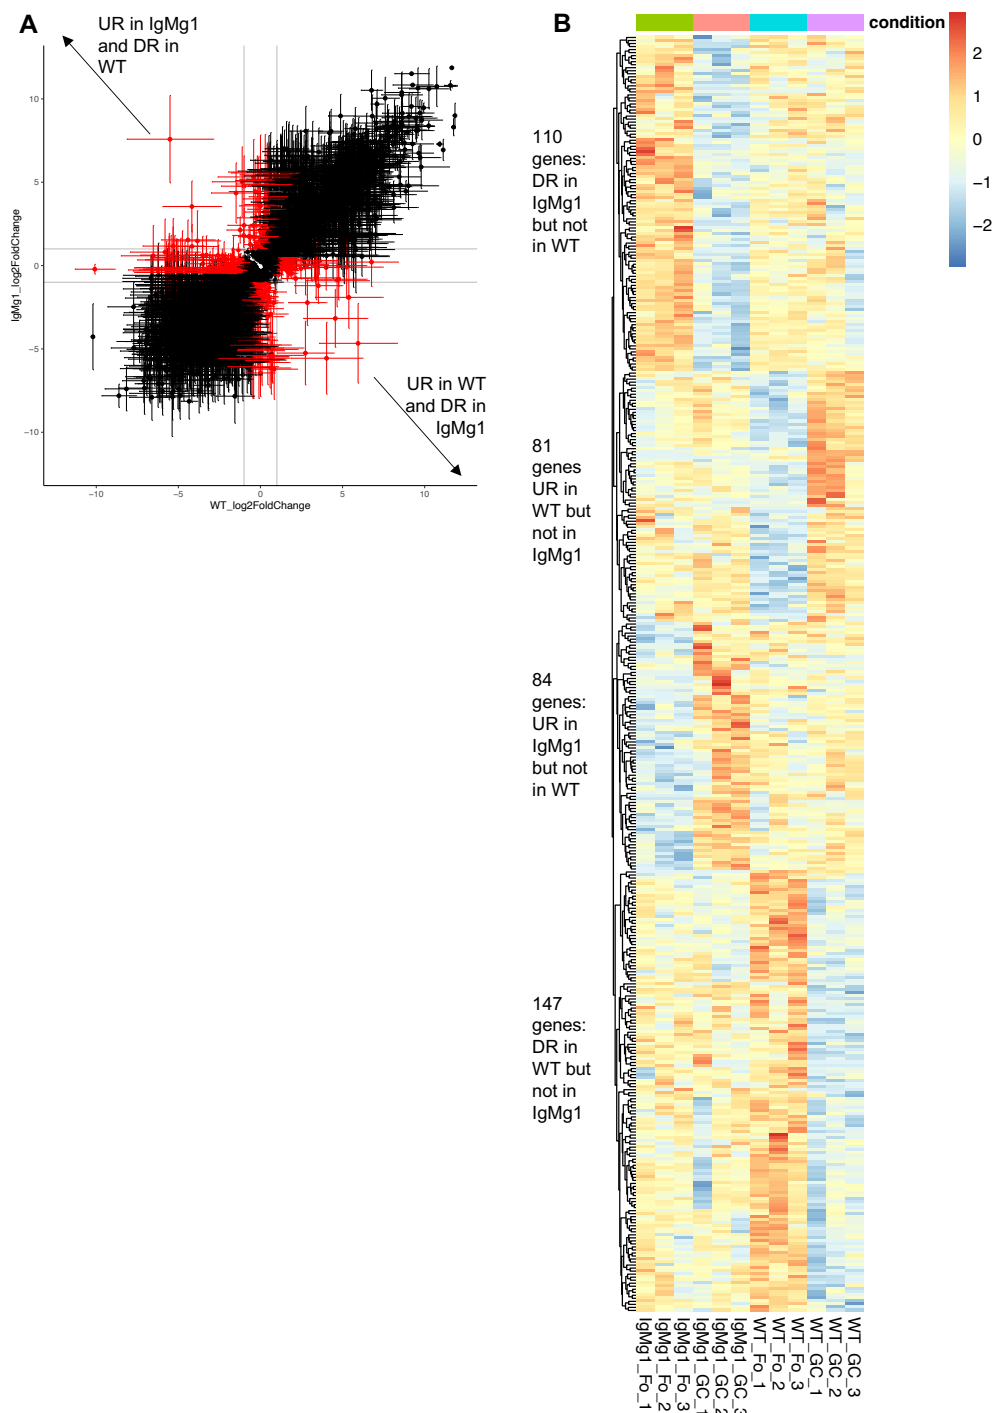 A
UR in IgMg1
and DR in
WT
10
5
0
−5
−10
IgMg1_log2FoldChange
−10
−5
0
5
10
WT_log2FoldChange
UR in WT
and DR in
IgMg1
B
condition
2
1
0
−1
−2
110
genes:
DR in
IgMg1
but not
in WT
81
genes
UR in
WT but
not in
IgMg1
84
genes:
UR in
IgMg1
but not
in WT
147
genes:
DR in
WT but
not in
IgMg1
IgMg1_Fo_1
IgMg1_Fo_2
IgMg1_Fo_3
IgMg1_GC_1
IgMg1_GC_2
IgMg1_GC_3
WT_Fo_1
WT_Fo_2
WT_Fo_3
WT_GC_1
WT_GC_2
WT_GC_3